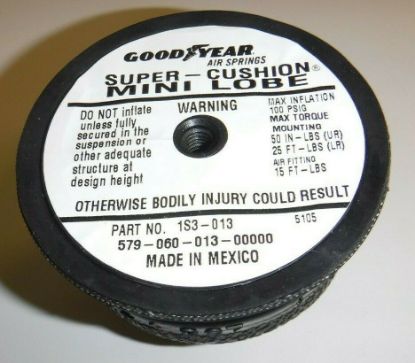 GOODYEAR
AIR SPRINGS
SUPER-CUSHION®
MINI LOBE
WARNING
DO NOT inflate
unless fully
secured in the
suspension or
other adequate
structure at
design height
MAX INFLATION
100 PSIG
MAX TORQUE
MOUNTING
50 IN-LBS (UR)
25 FT-LBS (LR)
AIR FITTING
15 FT-LBS
OTHERWISE BODILY INJURY COULD RESULT
PART NO. 1S3-013
5105
579-060-013-00000
MADE IN MEXICO